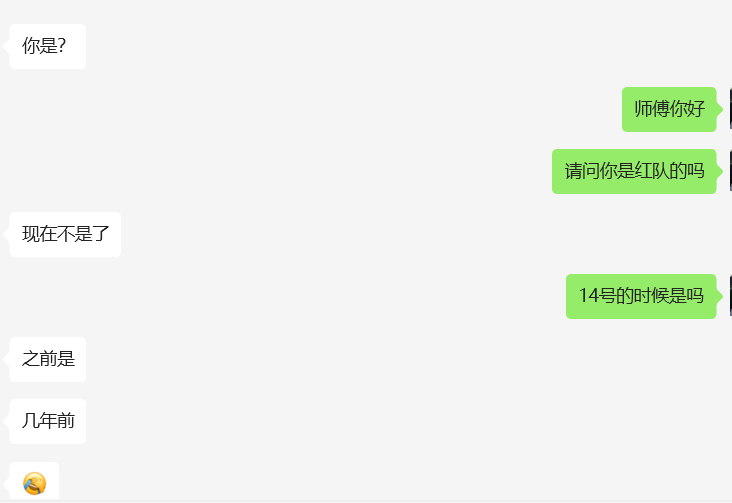 你是?
师傅你好
请问你是红队的吗
现在不是了
14号的时候是吗
之前是
几年前